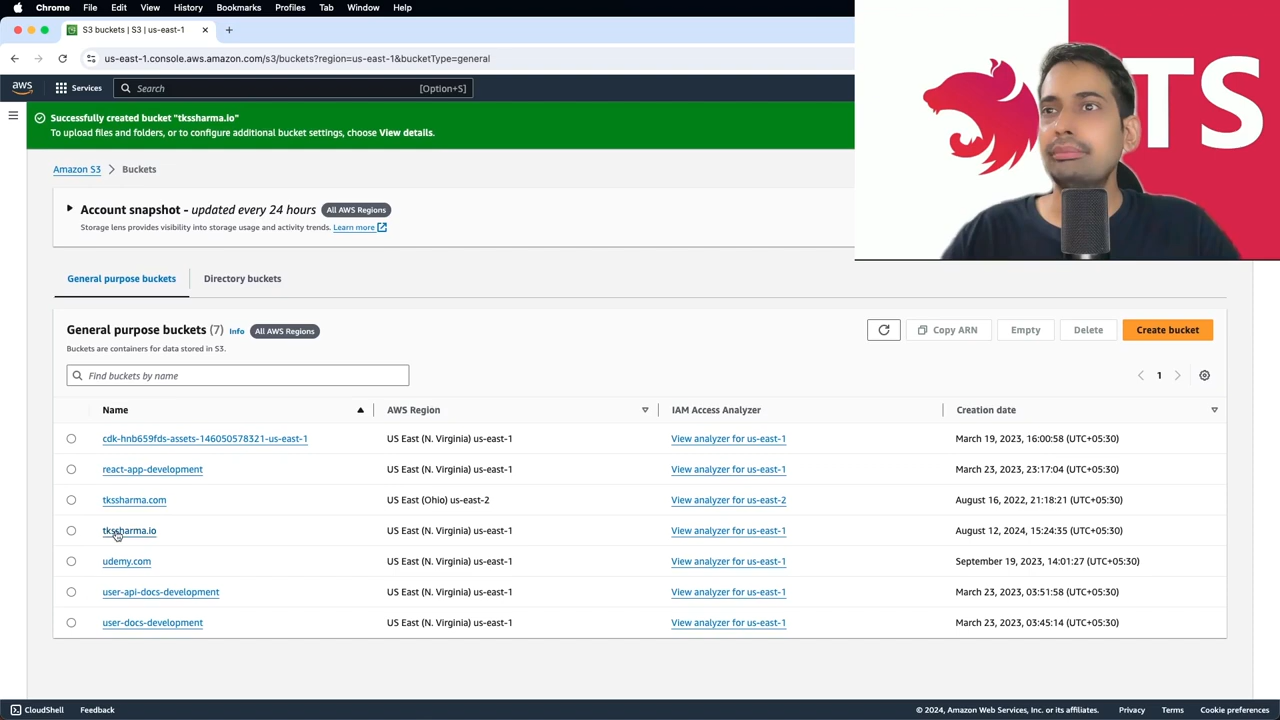 Chrome File Edit View History Bookmarks Profiles Tab Window Help
S3 buckets | S3 | us-east-1
us-east-1.console.aws.amazon.com/s3/buckets?region=us-east-1&bucketType=general
aws Services Search [Option+S]
TS
Successfully created bucket "tkssharma.io"
To upload files and folders, or to configure additional bucket settings, choose View details.
Amazon S3 > Buckets
Account snapshot - updated every 24 hours All AWS Regions
Storage lens provides visibility into storage usage and activity trends. Learn more
General purpose buckets Directory buckets
General purpose buckets (7) Info All AWS Regions
Copy ARN Empty Delete Create bucket
Buckets are containers for data stored in S3.
Find buckets by name
1
Name AWS Region IAM Access Analyzer Creation date
cdk-hnb659fds-assets-146050578321-us-east-1 US East (N. Virginia) us-east-1 View analyzer for us-east-1 March 19, 2023, 16:00:58 (UTC+05:30)
react-app-development US East (N. Virginia) us-east-1 View analyzer for us-east-1 March 23, 2023, 23:17:04 (UTC+05:30)
tkssharma.com US East (Ohio) us-east-2 View analyzer for us-east-2 August 16, 2022, 21:18:21 (UTC+05:30)
tkssharma.io US East (N. Virginia) us-east-1 View analyzer for us-east-1 August 12, 2024, 15:24:35 (UTC+05:30)
udemy.com US East (N. Virginia) us-east-1 View analyzer for us-east-1 September 19, 2023, 14:01:27 (UTC+05:30)
user-api-docs-development US East (N. Virginia) us-east-1 View analyzer for us-east-1 March 23, 2023, 03:51:58 (UTC+05:30)
user-docs-development US East (N. Virginia) us-east-1 View analyzer for us-east-1 March 23, 2023, 03:45:14 (UTC+05:30)
CloudShell Feedback © 2024, Amazon Web Services, Inc. or its affiliates. Privacy Terms Cookie preferences